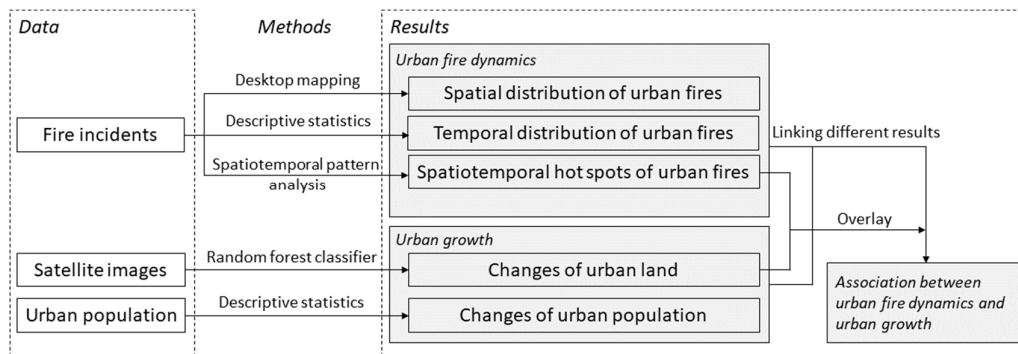 Data
Methods
Results
Urban fire dynamics
Desktop mapping
Spatial distribution of urban fires
Fire incidents
Descriptive statistics
Temporal distribution of urban fires
Linking different results
Spatiotemporal pattern
analysis
Spatiotemporal hot spots of urban fires
Overlay
Urban growth
Satellite images
Random forest classifier
Changes of urban land
Urban population
Descriptive statistics
Changes of urban population
Association between
urban fire dynamics and
urban growth